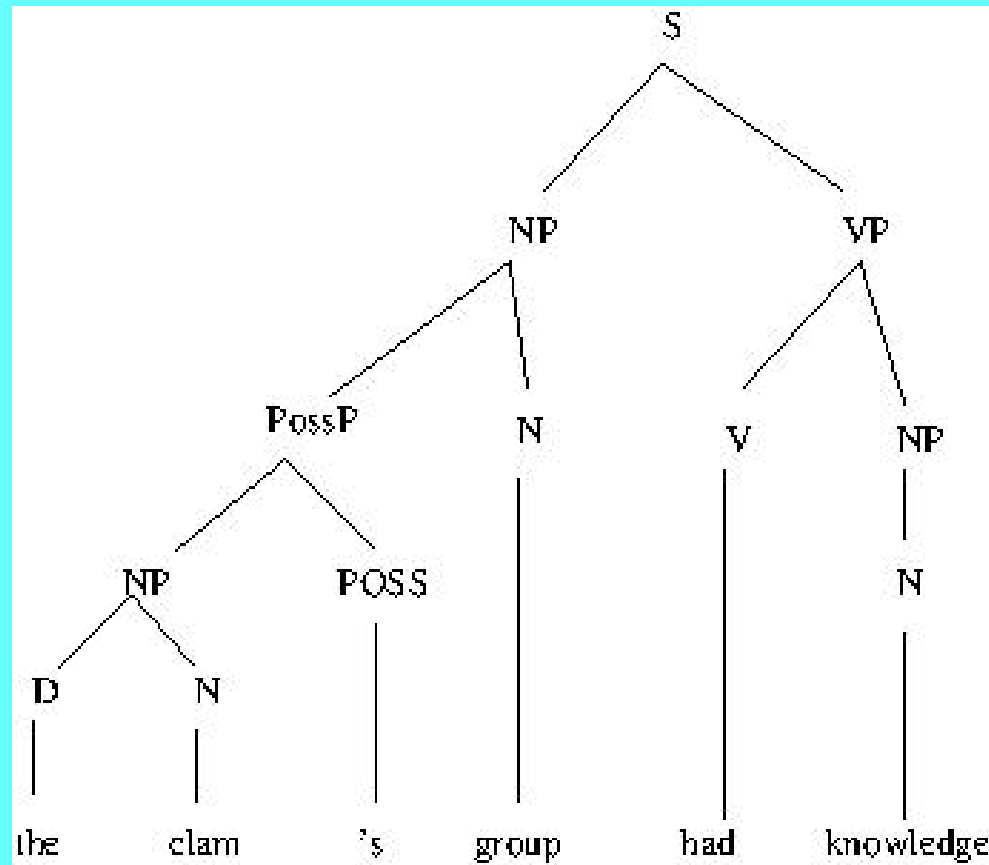 S
NP VP
PossP N V NP
NP POSS N
D N
the clam 's group had knowledge